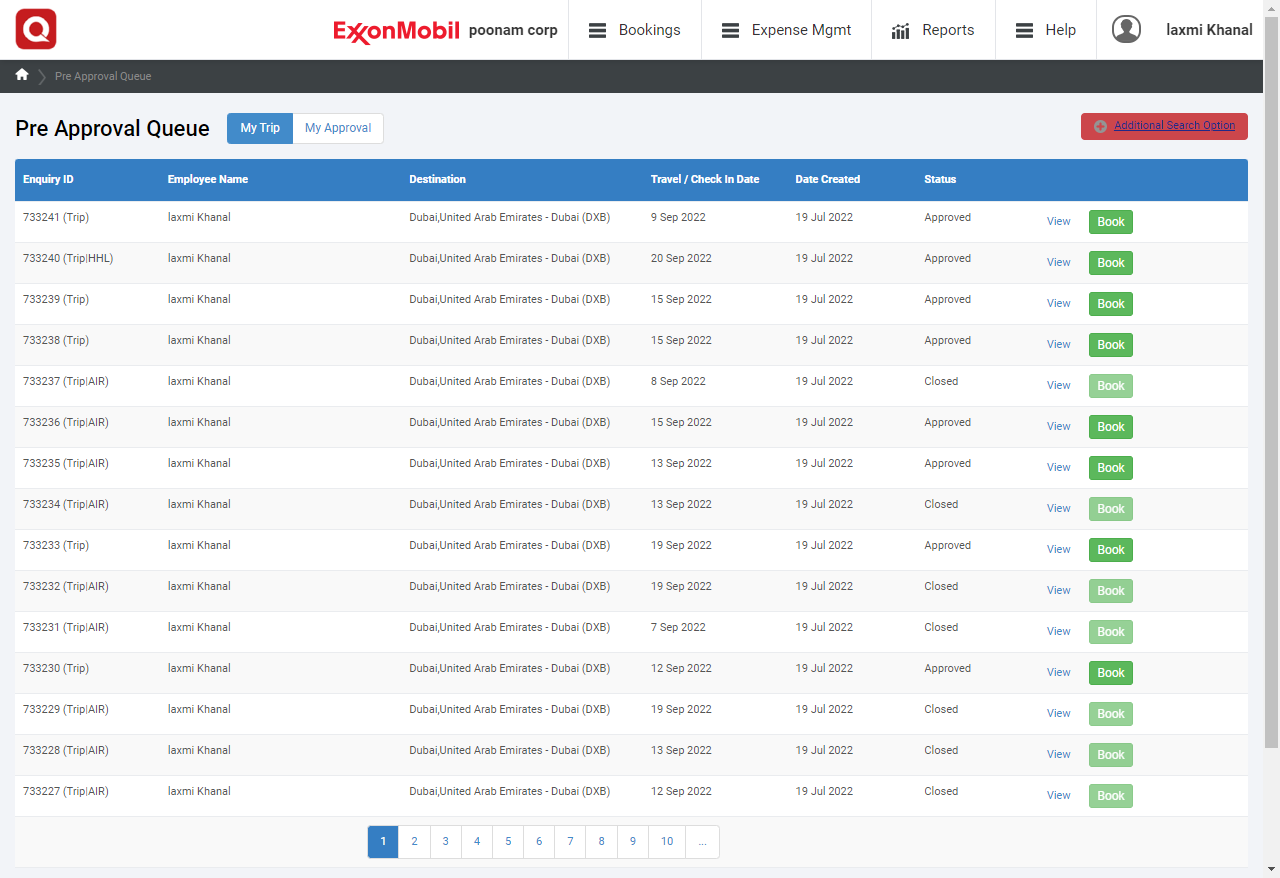 Q ExxonMobil poonam corp Bookings Expense Mgmt Reports Help laxmi Khanal
Pre Approval Queue
Pre Approval Queue My Trip My Approval Additional Search Option
Enquiry ID Employee Name Destination Travel / Check In Date Date Created Status
733241 (Trip) laxmi Khanal Dubai,United Arab Emirates - Dubai (DXB) 9 Sep 2022 19 Jul 2022 Approved View Book
733240 (Trip|HHL) laxmi Khanal Dubai,United Arab Emirates - Dubai (DXB) 20 Sep 2022 19 Jul 2022 Approved View Book
733239 (Trip) laxmi Khanal Dubai,United Arab Emirates - Dubai (DXB) 15 Sep 2022 19 Jul 2022 Approved View Book
733238 (Trip) laxmi Khanal Dubai,United Arab Emirates - Dubai (DXB) 15 Sep 2022 19 Jul 2022 Approved View Book
733237 (Trip|AIR) laxmi Khanal Dubai,United Arab Emirates - Dubai (DXB) 8 Sep 2022 19 Jul 2022 Closed View Book
733236 (Trip|AIR) laxmi Khanal Dubai,United Arab Emirates - Dubai (DXB) 15 Sep 2022 19 Jul 2022 Approved View Book
733235 (Trip|AIR) laxmi Khanal Dubai,United Arab Emirates - Dubai (DXB) 13 Sep 2022 19 Jul 2022 Approved View Book
733234 (Trip|AIR) laxmi Khanal Dubai,United Arab Emirates - Dubai (DXB) 13 Sep 2022 19 Jul 2022 Closed View Book
733233 (Trip) laxmi Khanal Dubai,United Arab Emirates - Dubai (DXB) 19 Sep 2022 19 Jul 2022 Approved View Book
733232 (Trip|AIR) laxmi Khanal Dubai,United Arab Emirates - Dubai (DXB) 19 Sep 2022 19 Jul 2022 Closed View Book
733231 (Trip|AIR) laxmi Khanal Dubai,United Arab Emirates - Dubai (DXB) 7 Sep 2022 19 Jul 2022 Closed View Book
733230 (Trip) laxmi Khanal Dubai,United Arab Emirates - Dubai (DXB) 12 Sep 2022 19 Jul 2022 Approved View Book
733229 (Trip|AIR) laxmi Khanal Dubai,United Arab Emirates - Dubai (DXB) 19 Sep 2022 19 Jul 2022 Closed View Book
733228 (Trip|AIR) laxmi Khanal Dubai,United Arab Emirates - Dubai (DXB) 13 Sep 2022 19 Jul 2022 Closed View Book
733227 (Trip|AIR) laxmi Khanal Dubai,United Arab Emirates - Dubai (DXB) 12 Sep 2022 19 Jul 2022 Closed View Book
1 2 3 4 5 6 7 8 9 10 ...